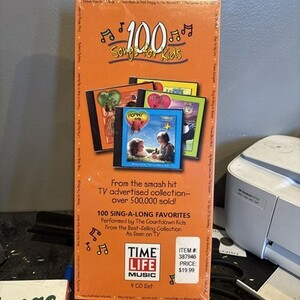 100
Songs for Kids
From the smash hit
TV advertised collection—
over 500,000 sold!
100 SING-A-LONG FAVORITES
Performed by The Countdown Kids
From the Best-Selling Collection
As Seen on TV
TIME
LIFE
MUSIC
4 CD Set
ITEM #
387946
PRICE:
$19.99